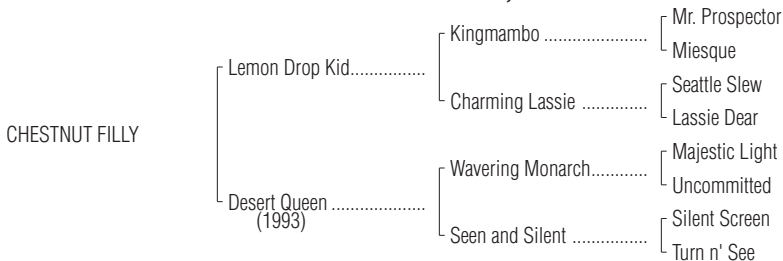 Mr. Prospector
Kingmambo ......................
Miesque
Lemon Drop Kid................
Seattle Slew
Charming Lassie ..............
Lassie Dear
CHESTNUT FILLY
Majestic Light
Wavering Monarch............
Uncommitted
Desert Queen ....................
(1993)
Silent Screen
Seen and Silent ................
Turn n' See